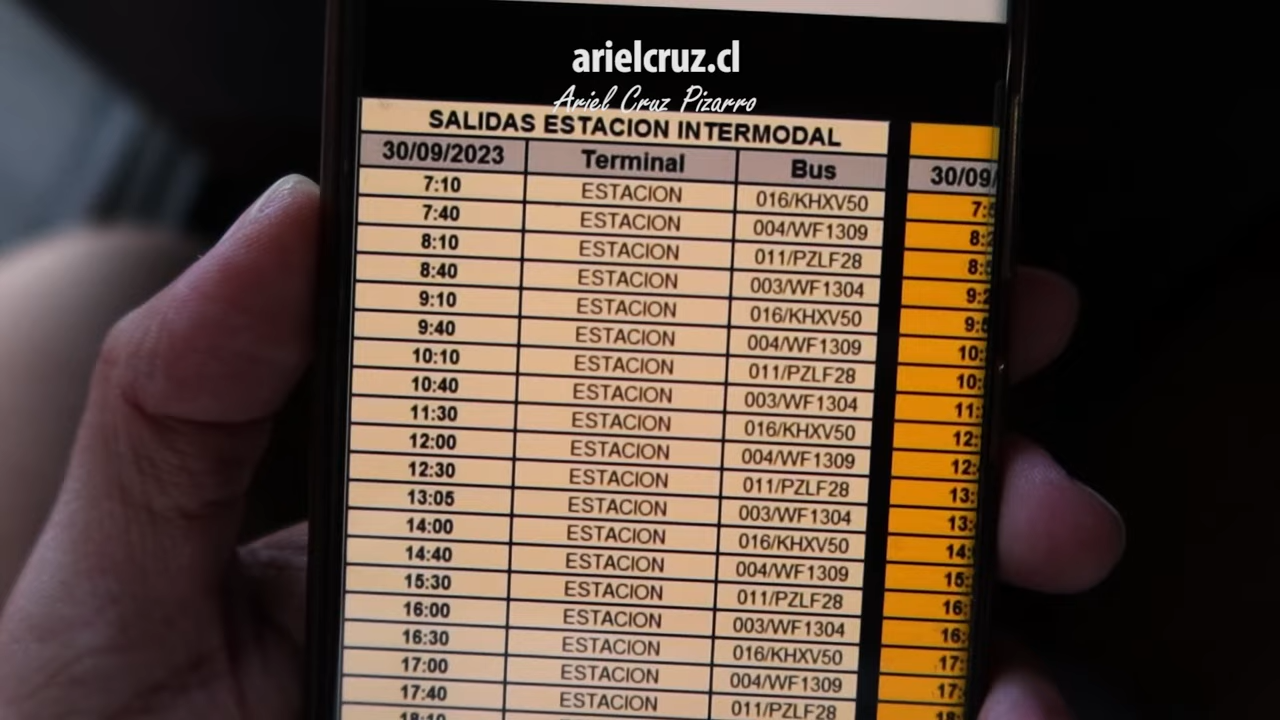 arielcruz.cl
Ariel Cruz Pizarro
SALIDAS ESTACION INTERMODAL
30/09/2023 Terminal Bus 30/09/
7:10 ESTACION 016/KHXV50
7:40 ESTACION 004/WF1309
8:10 ESTACION 011/PZLF28
8:40 ESTACION 003/WF1304
9:10 ESTACION 016/KHXV50
9:40 ESTACION 004/WF1309
10:10 ESTACION 011/PZLF28
10:40 ESTACION 003/WF1304
11:30 ESTACION 016/KHXV50
12:00 ESTACION 004/WF1309
12:30 ESTACION 011/PZLF28
13:05 ESTACION 003/WF1304
14:00 ESTACION 016/KHXV50
14:40 ESTACION 004/WF1309
15:30 ESTACION 011/PZLF28
16:00 ESTACION 003/WF1304
16:30 ESTACION 016/KHXV50
17:00 ESTACION 004/WF1309
17:40 ESTACION 011/PZLF28